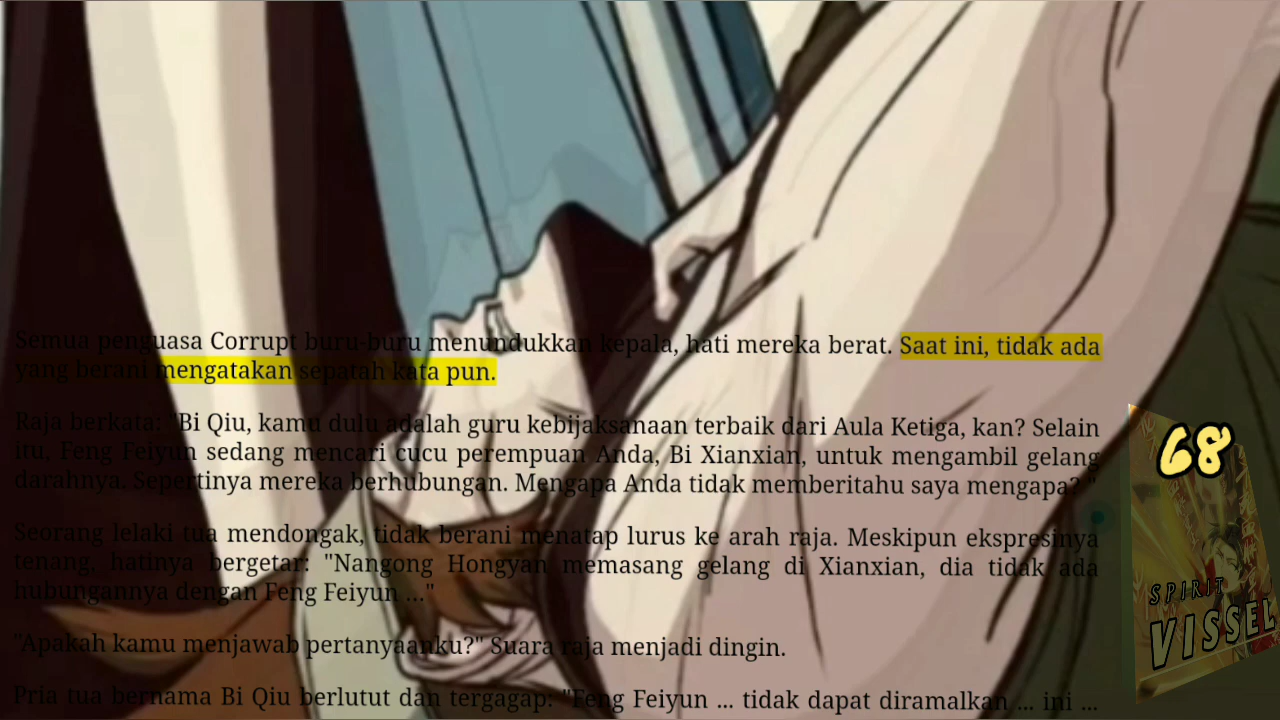 Semua penguasa Corrupt buru-buru menundukkan kepala, hati mereka berat. Saat ini, tidak ada
yang berani mengatakan sepatah kata pun.
Raja berkata: "Bi Qiu, kamu dulu adalah guru kebijaksanaan terbaik dari Aula Ketiga, kan? Selain
itu, Feng Feiyun sedang mencari cucu perempuan Anda, Bi Xianxian, untuk mengambil gelang
darahnya. Sepertinya mereka berhubungan. Mengapa Anda tidak memberitahu saya mengapa? "
Seorang lelaki tua mendongak, tidak berani menatap lurus ke arah raja. Meskipun ekspresinya
tenang, hatinya bergetar: "Nangong Hongyan memasang gelang di Xianxian, dia tidak ada
hubungannya dengan Feng Feiyun ..."
"Apakah kamu menjawab pertanyaanku?" Suara raja menjadi dingin.
Pria tua bernama Bi Qiu berlutut dan tergagap: "Feng Feiyun ... tidak dapat diramalkan ... ini ...
68
SPIRIT
VISSEL